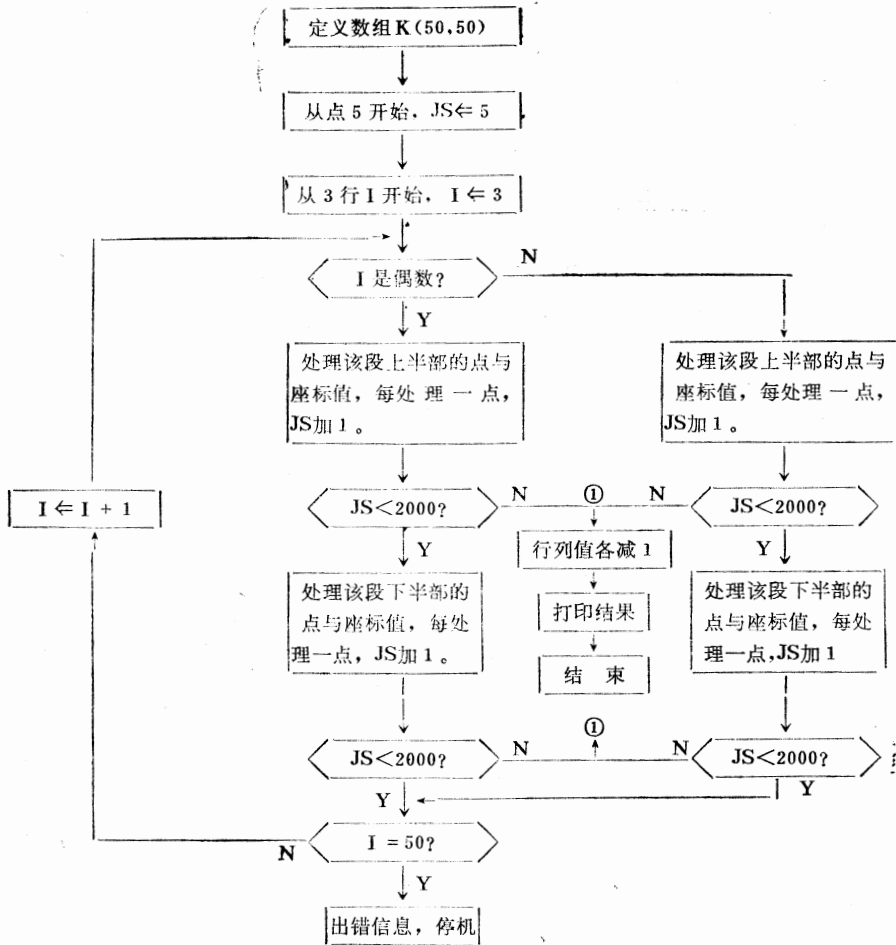 定义数组K(50,50)
从点5开始，JS⇐5
从3行I开始，I⇐3
I是偶数?
N
Y
处理该段上半部的点与
座标值，每处理一点，
JS加1。
处理该段上半部的点与
座标值，每处理一点，
JS加1。
I⇐I+1
JS<2000?
N
①
N
JS<2000?
Y
行列值各减1
Y
处理该段下半部的
点与座标值，每处
理一点，JS加1。
打印结果
结 束
处理该段下半部的
点与座标值，每处
理一点,JS加1
JS<2000?
N
①
N
JS<2000?
Y
Y
I=50?
N
Y
出错信息，停机